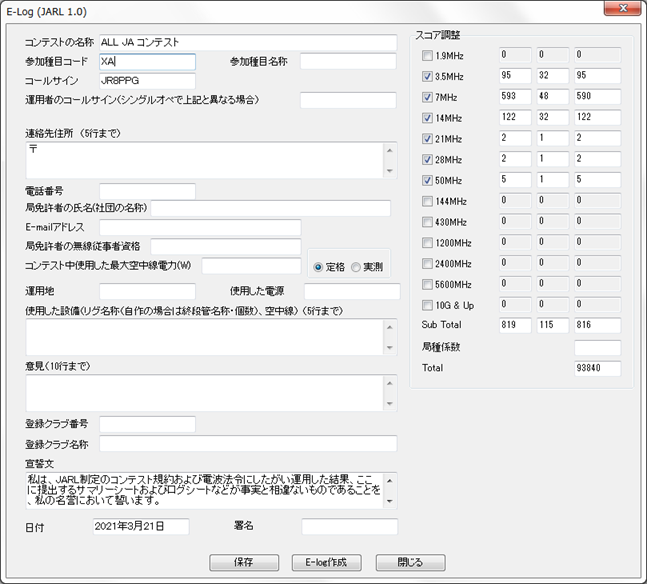 E-Log (JARL 1.0)
コンテストの名称 ALL JA コンテスト
参加種目コード XA 参加種目名称
コールサイン JR8PPG
運用者のコールサイン(シングルオペで上記と異なる場合)
連絡先住所 (5行まで)
〒
電話番号
局免許者の氏名(社団の名称)
E-mailアドレス
局免許者の無線従事者資格
コンテスト中使用した最大空中線電力(W) 定格 実測
運用地 使用した電源
使用した設備(リグ名称(自作の場合は終段管名称・個数)、空中線) (5行まで)
意見(10行まで)
登録クラブ番号
登録クラブ名称
宣誓文
私は、JARL制定のコンテスト規約および電波法令にしたがい運用した結果、ここ
に提出するサマリーシートおよびログシートなどが事実と相違ないものであることを
、私の名誉において誓います。
日付 2021年3月21日 署名
スコア調整
1.9MHz 0 0 0
3.5MHz 95 32 95
7MHz 593 48 590
14MHz 122 32 122
21MHz 2 1 2
28MHz 2 1 2
50MHz 5 1 5
144MHz 0 0 0
430MHz 0 0 0
1200MHz 0 0 0
2400MHz 0 0 0
5600MHz 0 0 0
10G & Up 0 0 0
Sub Total 819 115 816
局種係数
Total 93840
保存 E-log作成 閉じる